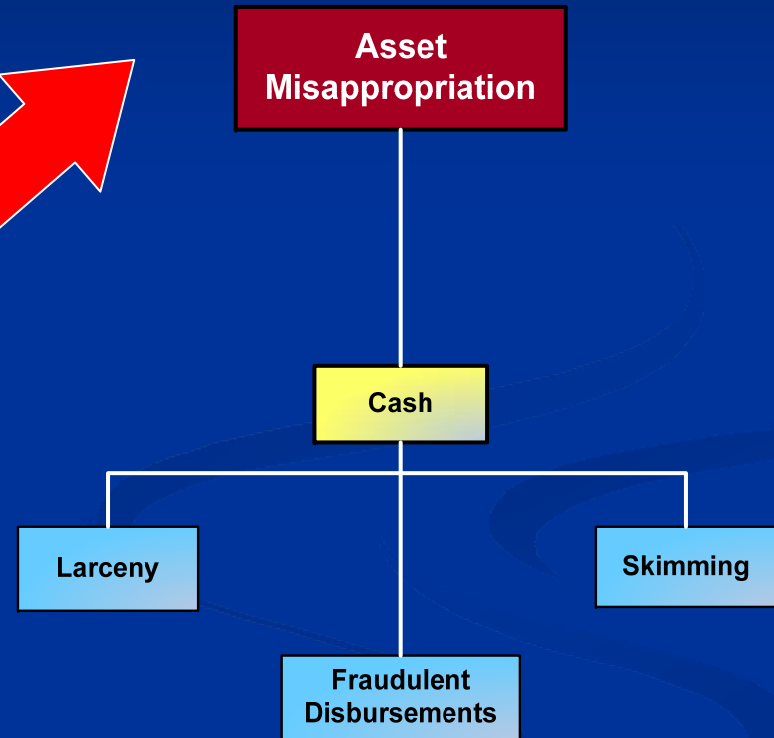 Asset
Misappropriation
Cash
Larceny
Skimming
Fraudulent
Disbursements